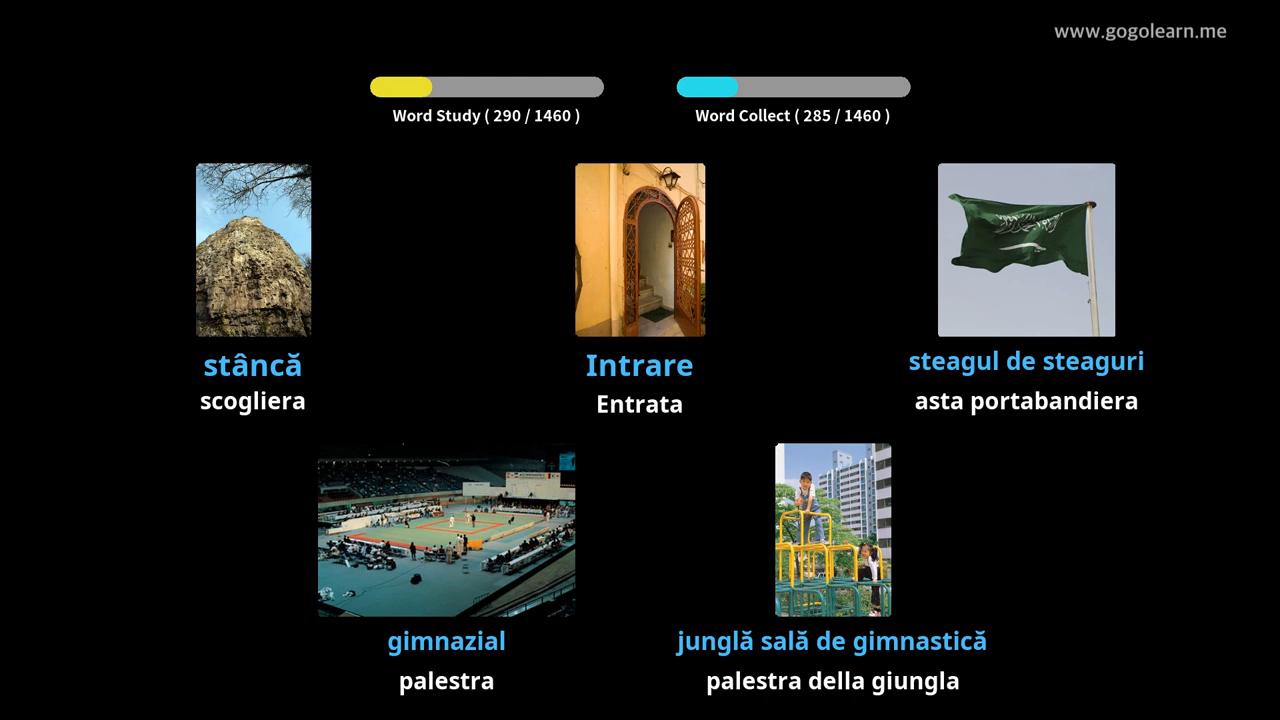 www.gogolearn.me
Word Study ( 290 / 1460 )
Word Collect ( 285 / 1460 )
stâncă
scogliera
Intrare
Entrata
steagul de steaguri
asta portabandiera
gimnazial
palestra
junglă sală de gimnastică
palestra della giungla